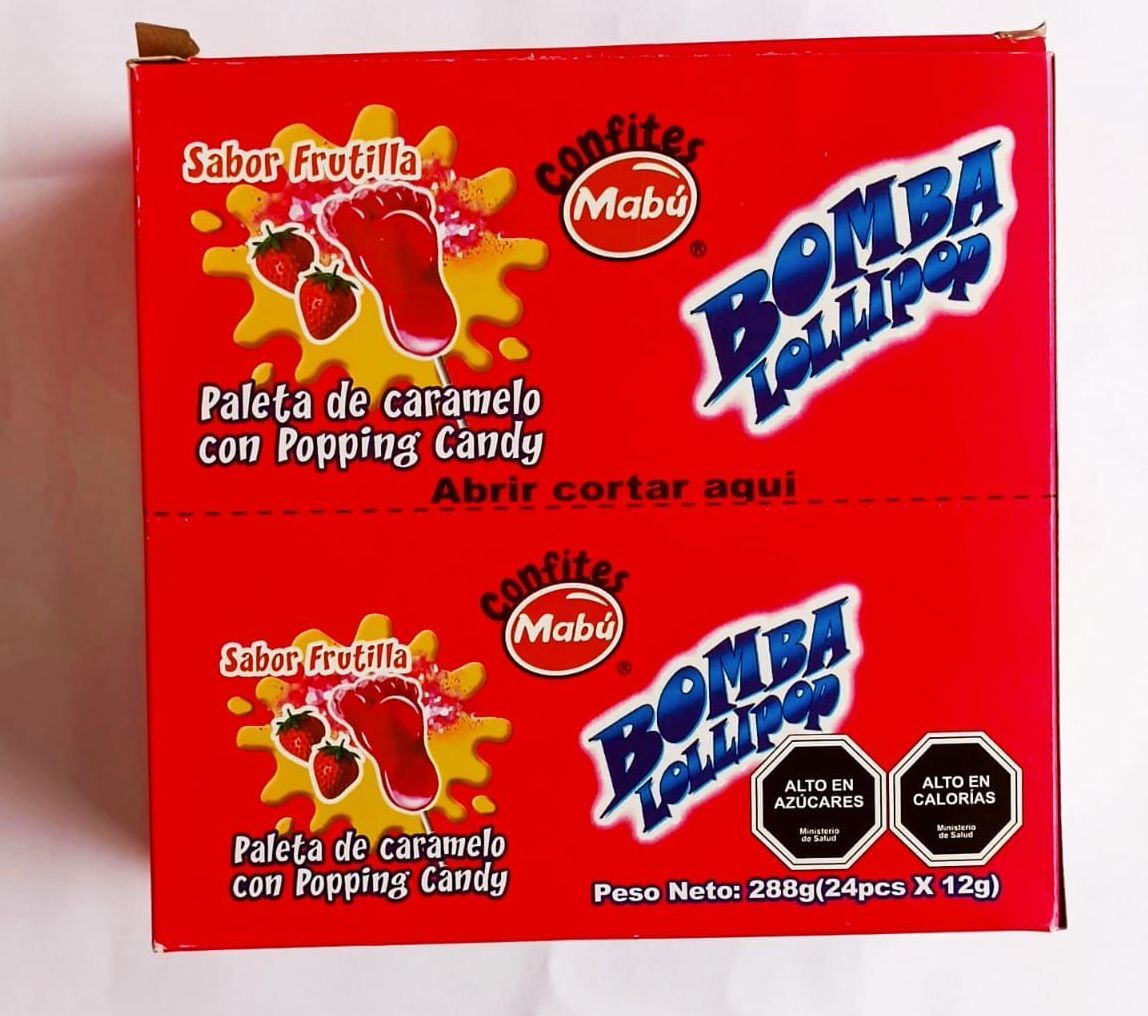 Sabor Frutilla
Confites
Mabú
®
BOMBA
LOLLIPOP
Paleta de caramelo
con Popping Candy
Abrir cortar aqui
Confites
Mabú
®
Sabor Frutilla
BOMBA
LOLLIPOP
Paleta de caramelo
con Popping Candy
ALTO EN
AZÚCARES
Ministerio
de Salud
ALTO EN
CALORÍAS
Ministerio
de Salud
Peso Neto: 288g(24pcs X 12g)